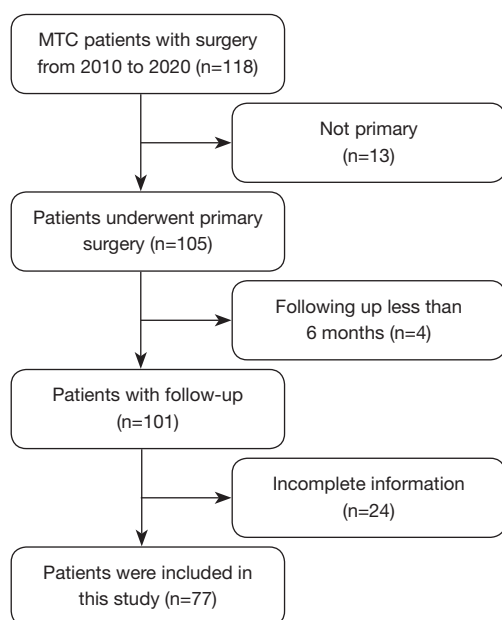 MTC patients with surgery
from 2010 to 2020 (n=118)
Not primary
(n=13)
Patients underwent primary
surgery (n=105)
Following up less than
6 months (n=4)
Patients with follow-up
(n=101)
Incomplete information
(n=24)
Patients were included in
this study (n=77)